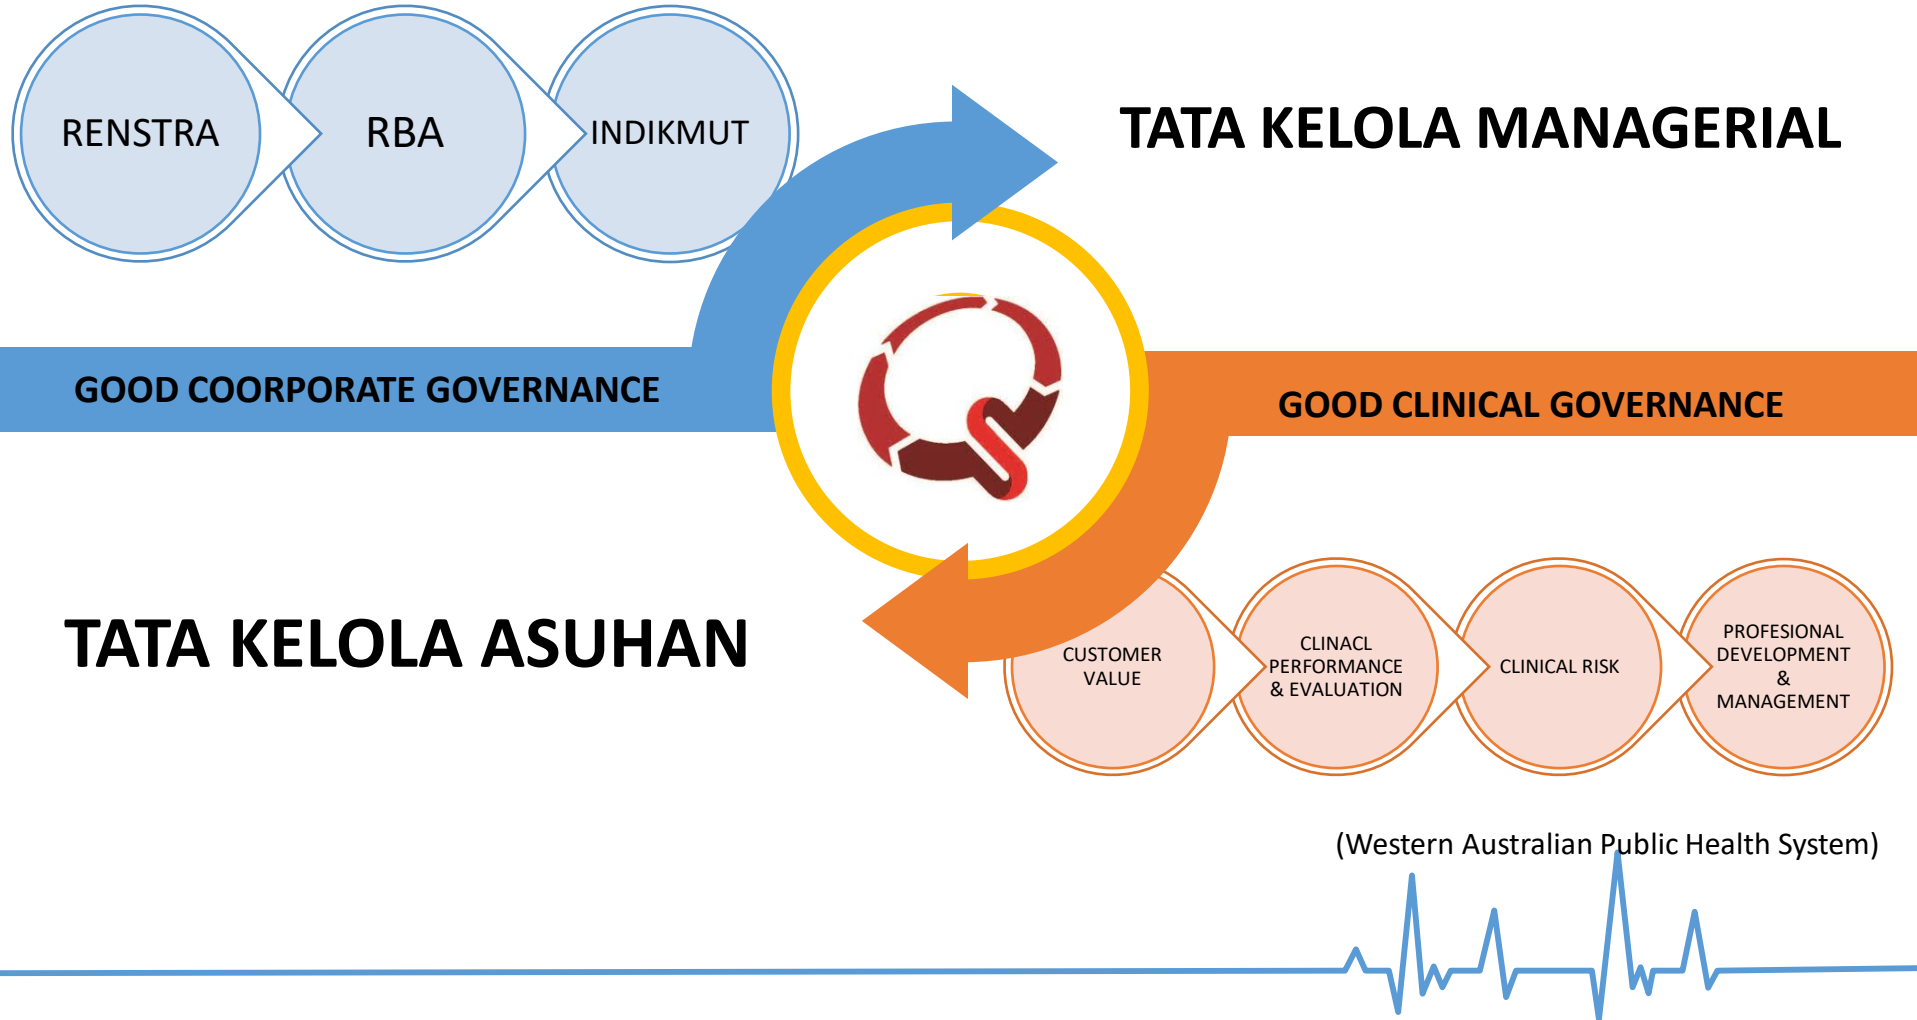 RENSTRA
RBA
INDIKMUT
TATA KELOLA MANAGERIAL
GOOD COORPORATE GOVERNANCE
GOOD CLINICAL GOVERNANCE
TATA KELOLA ASUHAN
CUSTOMER
VALUE
CLINACL
PERFORMANCE
& EVALUATION
CLINICAL RISK
PROFESIONAL
DEVELOPMENT
&
MANAGEMENT
(Western Australian Public Health System)